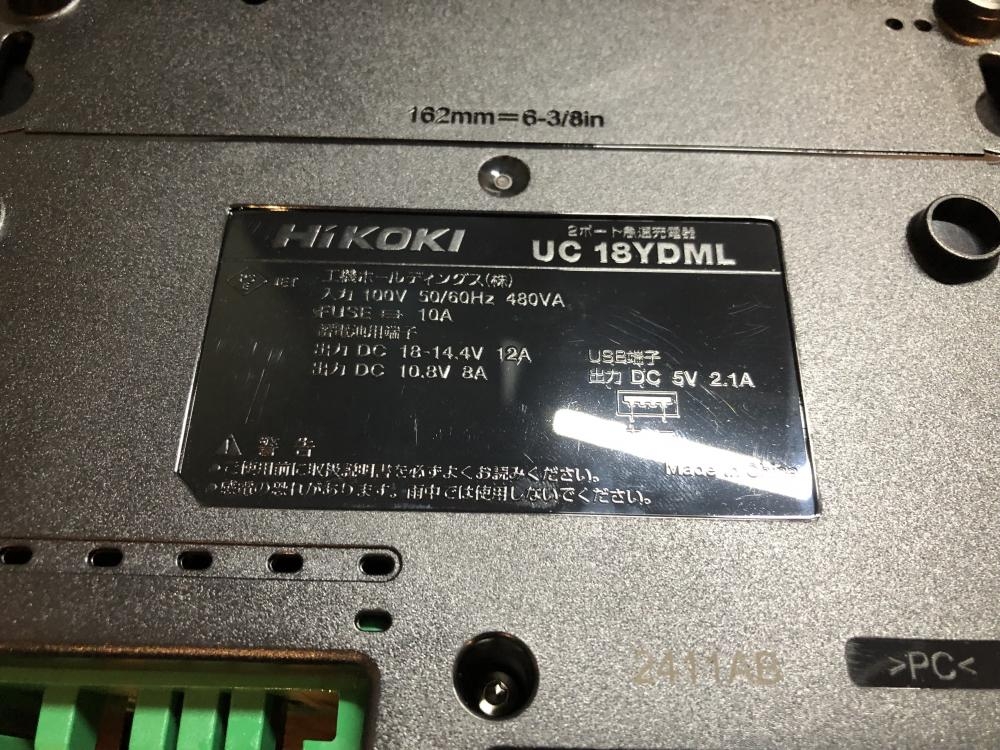 162mm=6-3/8in
HiKOKI
2ポート急速充電器
UC 18YDML
JET 工機ホールディングス(株)
入力 100V 50/60Hz 480VA
FUSE 10A
蓄電池用端子
出力 DC 18-14.4V 12A
出力 DC 10.8V 8A
USB端子
出力 DC 5V 2.1A
警告
●ご使用前に取扱説明書を必ずよくお読みください。
●感電の恐れがあります。雨中では使用しないでください。
Made in China
2411AB
>PC<